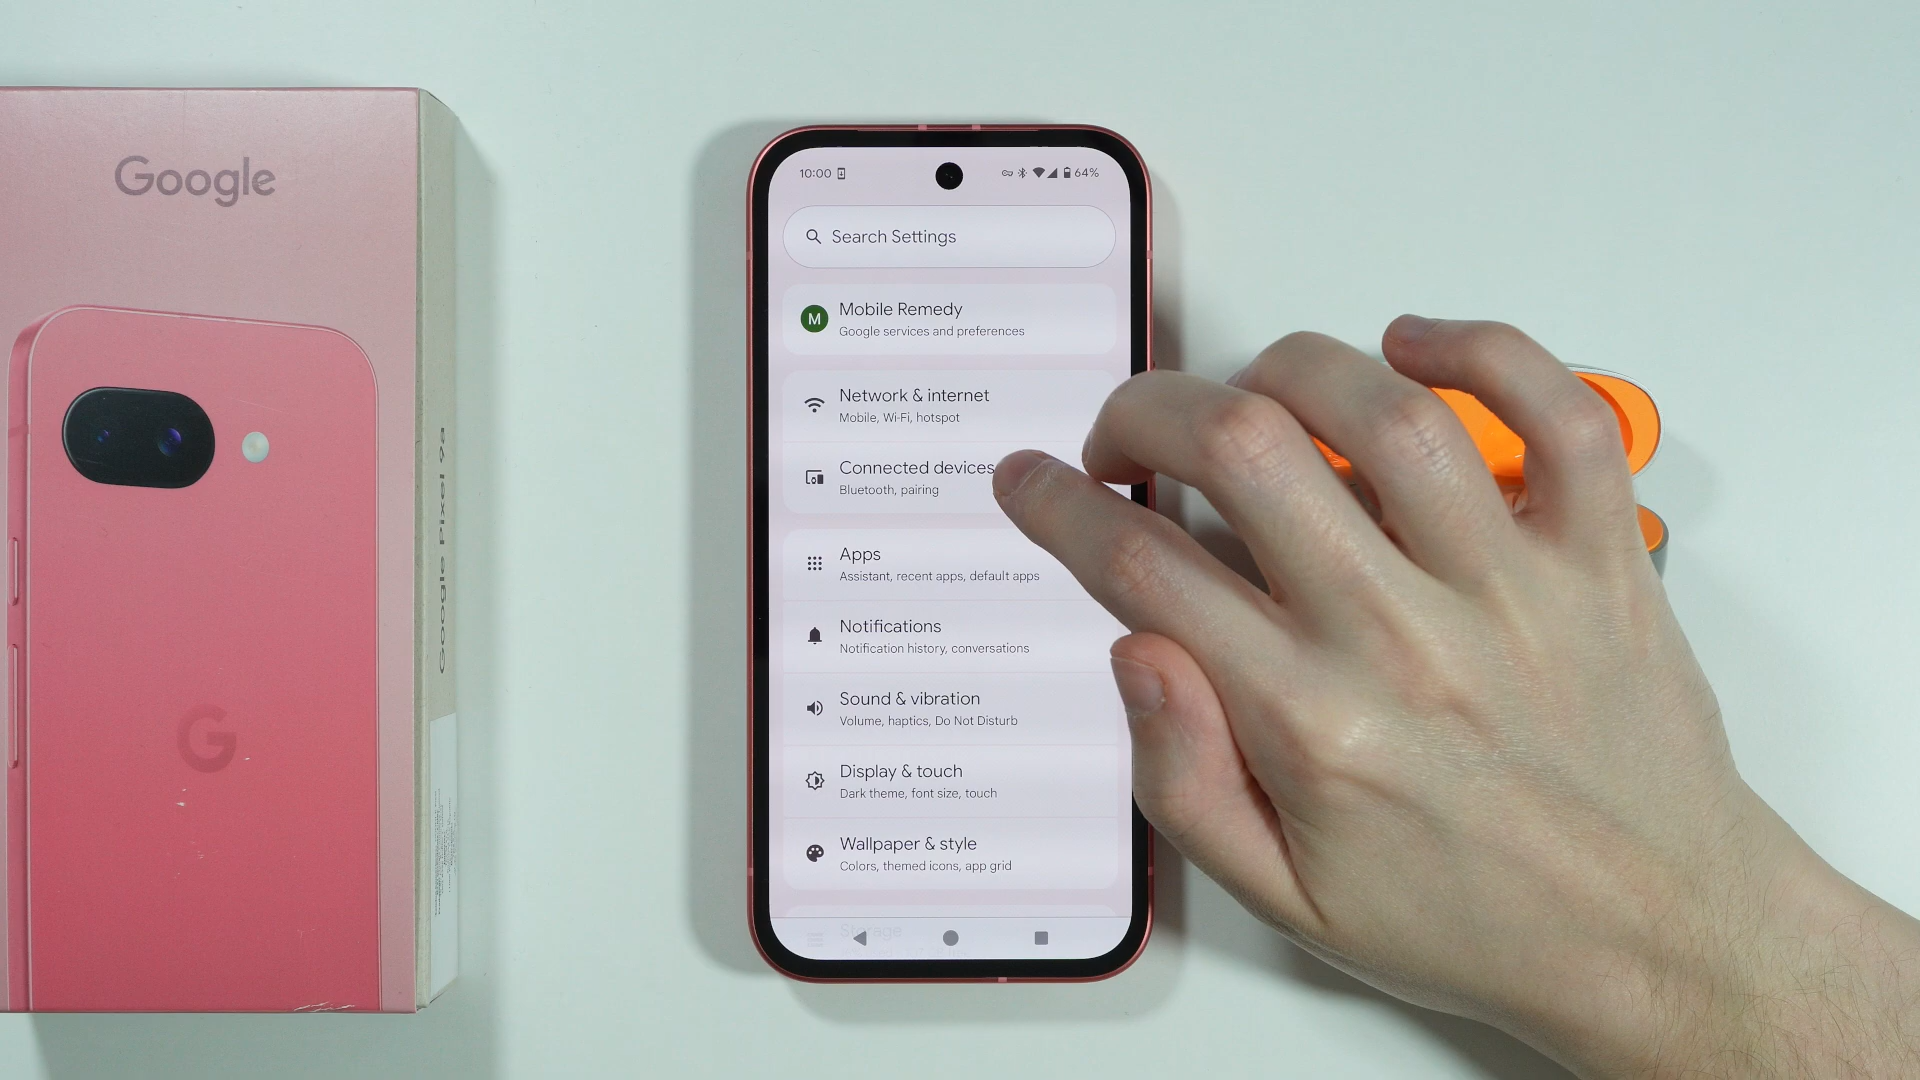 Google
Google Pixel 9a
10:00
64%
Search Settings
M
Mobile Remedy
Google services and preferences
Network & internet
Mobile, Wi-Fi, hotspot
Connected devices
Bluetooth, pairing
Apps
Assistant, recent apps, default apps
Notifications
Notification history, conversations
Sound & vibration
Volume, haptics, Do Not Disturb
Display & touch
Dark theme, font size, touch
Wallpaper & style
Colors, themed icons, app grid
Storage